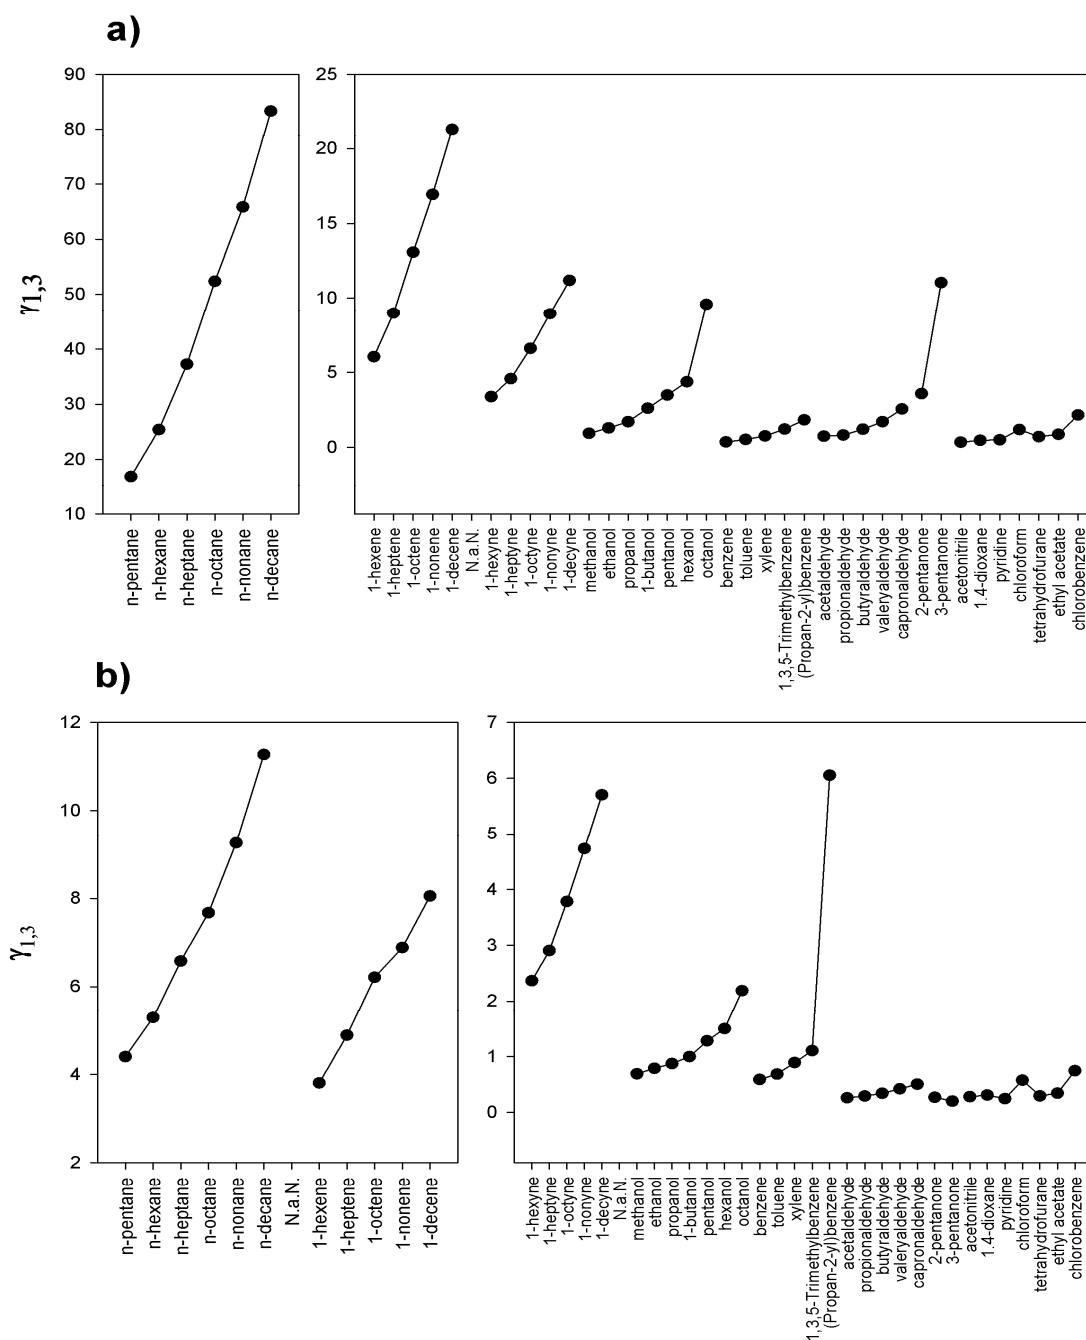 a)
90
80
70
60
50
40
30
20
10
γ1,3
n-pentane
n-hexane
n-heptane
n-octane
n-nonane
n-decane
25
20
15
10
5
0
1-hexene
1-heptene
1-octene
1-nonene
1-decene
N.a.N.
1-hexyne
1-heptyne
1-octyne
1-nonyne
1-decyne
methanol
ethanol
propanol
1-butanol
pentanol
hexanol
octanol
benzene
toluene
xylene
1,3,5-Trimethylbenzene
(Propan-2-yl)benzene
acetaldehyde
propionaldehyde
butyraldehyde
valeryaldehyde
capronaldehyde
2-pentanone
3-pentanone
acetonitrile
1.4-dioxane
pyridine
chloroform
tetrahydrofurane
ethyl acetate
chlorobenzene
b)
12
10
8
6
4
2
γ1,3
n-pentane
n-hexane
n-heptane
n-octane
n-nonane
n-decane
N.a.N.
1-hexene
1-heptene
1-octene
1-nonene
1-decene
7
6
5
4
3
2
1
0
1-hexyne
1-heptyne
1-octyne
1-nonyne
1-decyne
N.a.N.
methanol
ethanol
propanol
1-butanol
pentanol
hexanol
octanol
benzene
toluene
xylene
1,3,5-Trimethylbenzene
(Propan-2-yl)benzene
acetaldehyde
propionaldehyde
butyraldehyde
valeryaldehyde
capronaldehyde
2-pentanone
3-pentanone
acetonitrile
1.4-dioxane
pyridine
chloroform
tetrahydrofurane
ethyl acetate
chlorobenzene